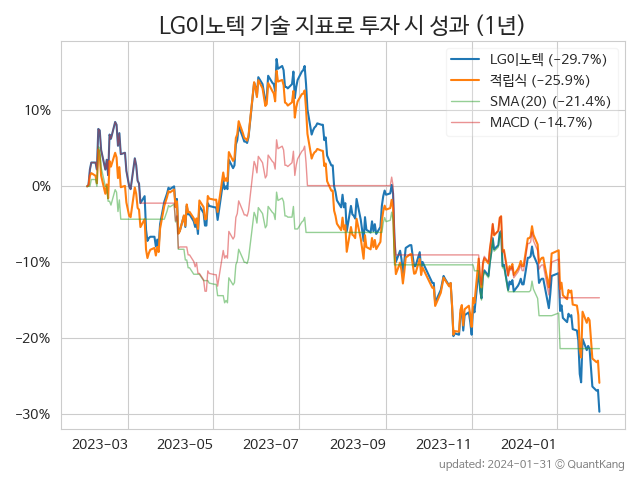 LG이노텍 기술 지표로 투자 시 성과 (1년)
LG이노텍 (−29.7%)
적립식 (−25.9%)
SMA(20) (−21.4%)
MACD (−14.7%)
10%
0%
−10%
−20%
−30%
2023-03 2023-05 2023-07 2023-09 2023-11 2024-01
updated: 2024-01-31 © QuantKang